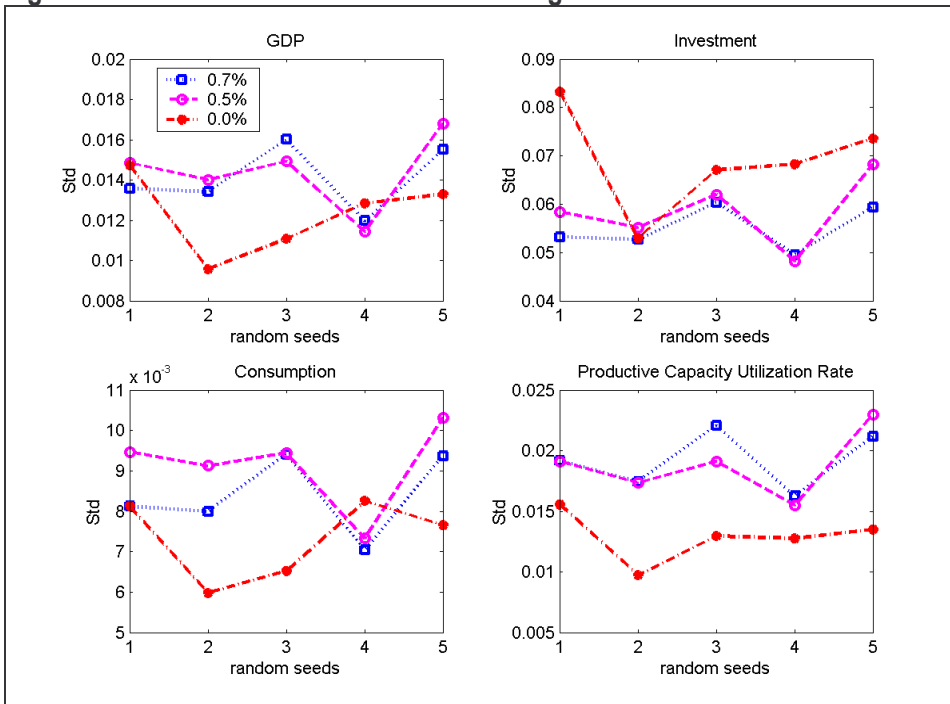 GDP
0.02
0.018
0.016
0.014
0.012
0.01
0.008
Std
0.7%
0.5%
0.0%
1 2 3 4 5
random seeds
Investment
0.09
0.08
0.07
0.06
0.05
0.04
Std
1 2 3 4 5
random seeds
Consumption
x 10-3
11
10
9
8
7
6
5
Std
1 2 3 4 5
random seeds
Productive Capacity Utilization Rate
0.025
0.02
0.015
0.01
0.005
Std
1 2 3 4 5
random seeds